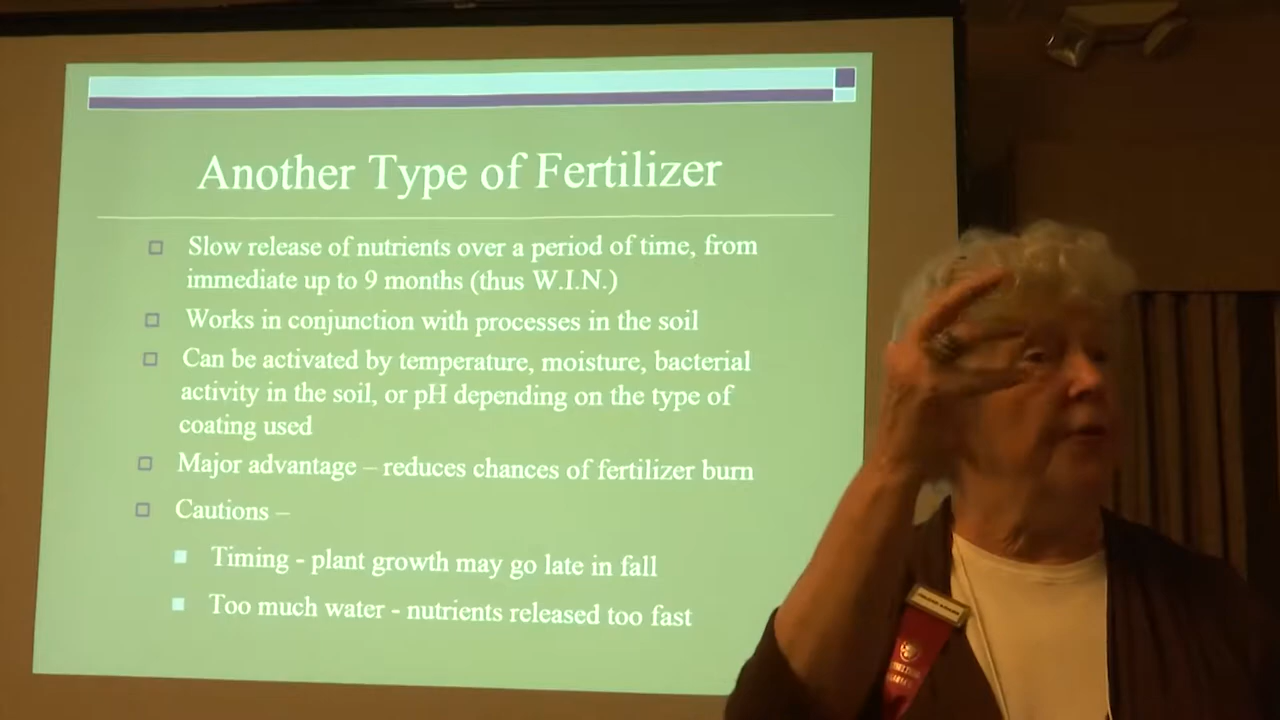 Another Type of Fertilizer
Slow release of nutrients over a period of time, from
immediate up to 9 months (thus W.I.N.)
Works in conjunction with processes in the soil
Can be activated by temperature, moisture, bacterial
activity in the soil, or pH depending on the type of
coating used
Major advantage – reduces chances of fertilizer burn
Cautions –
Timing - plant growth may go late in fall
Too much water - nutrients released too fast